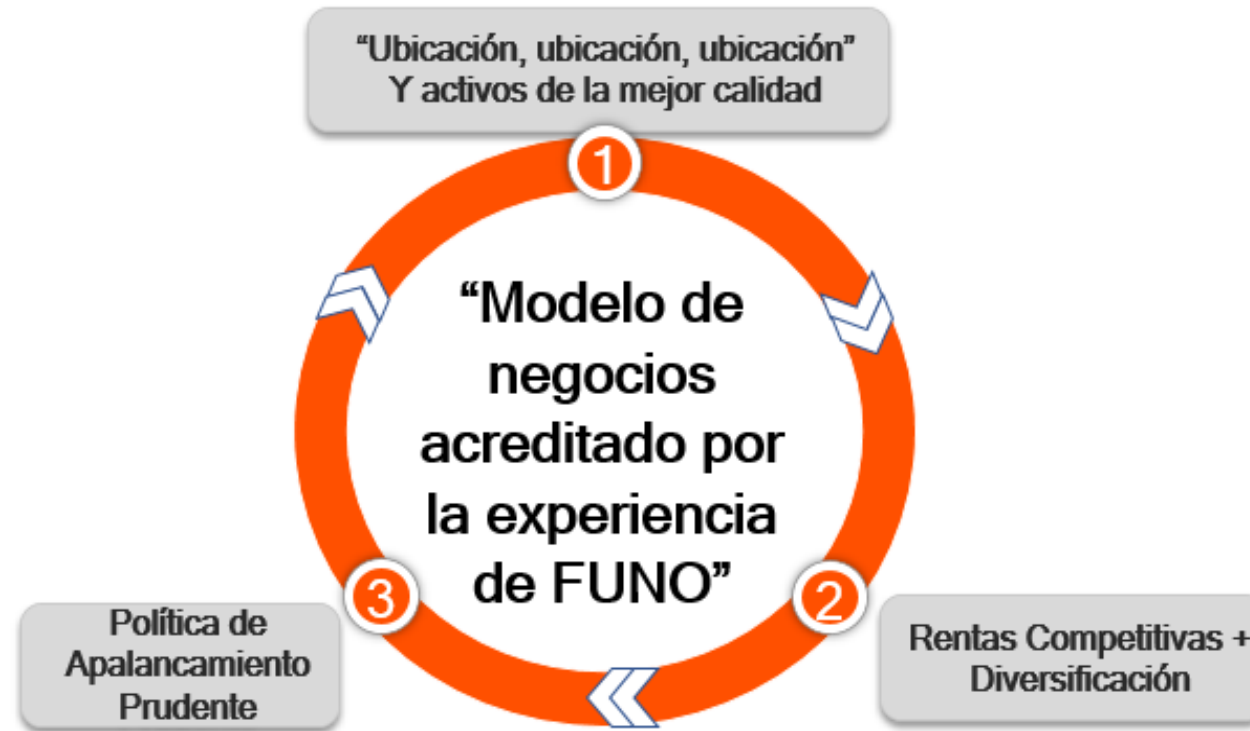 “Ubicación, ubicación, ubicación”
Y activos de la mejor calidad
1
“Modelo de
negocios
acreditado por
la experiencia
de FUNO”
3
2
Política de
Apalancamiento
Prudente
Rentas Competitivas +
Diversificación